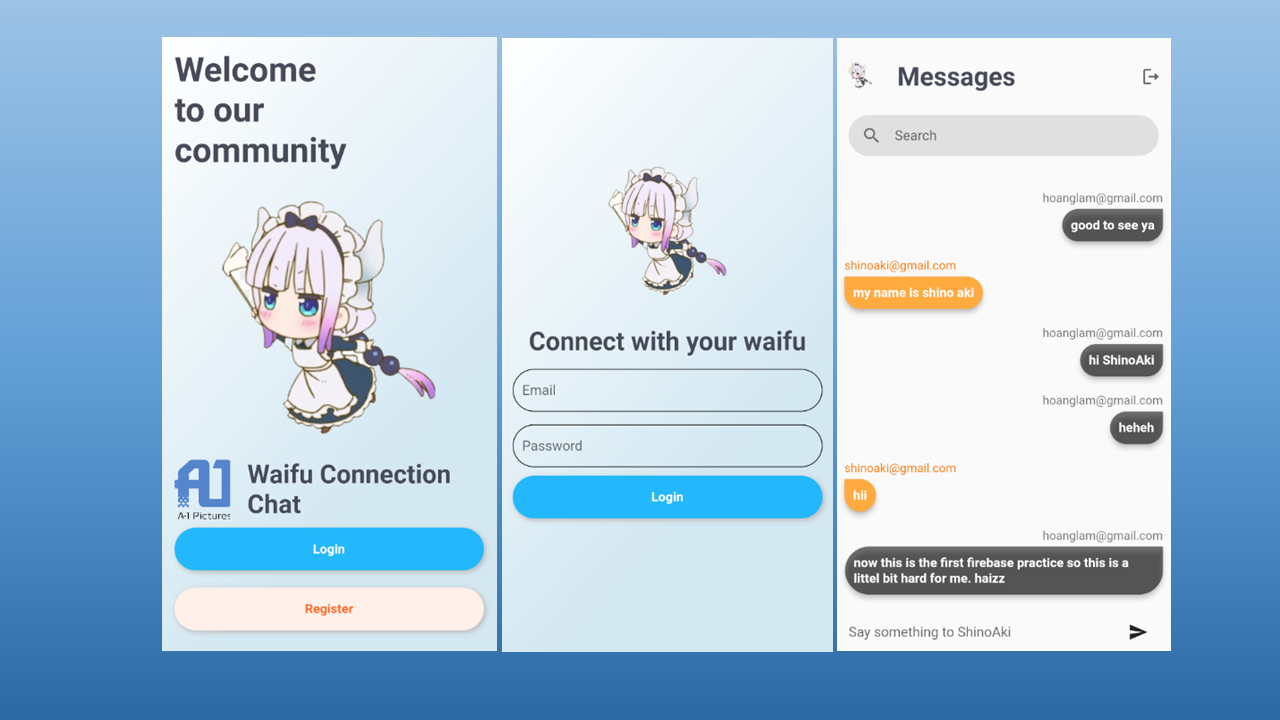 Welcome
to our
community
A-1 Pictures
Waifu Connection
Chat
Login
Register
Connect with your waifu
Email
Password
Login
Messages
Search
hoanglam@gmail.com
good to see ya
shinoaki@gmail.com
my name is shino aki
hoanglam@gmail.com
hi ShinoAki
hoanglam@gmail.com
heheh
shinoaki@gmail.com
hii
hoanglam@gmail.com
now this is the first firebase practice so this is a
littel bit hard for me. haizz
Say something to ShinoAki